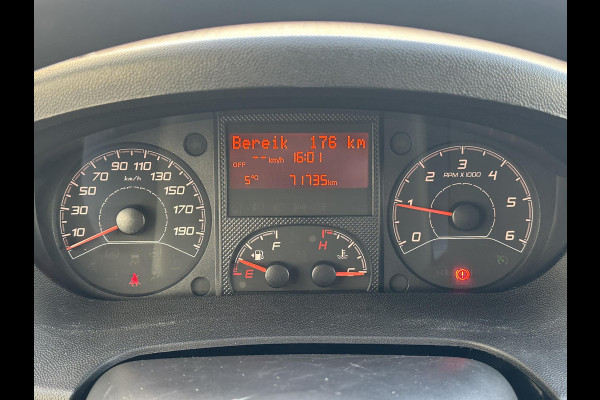 Bereik 176 km
OFF --km/h 16:01
5° 71735km
10 30 50 70 90 110 130 150 170 190
km/h
E F
H C
0 1 2 3 4 5 6
RPM X 1000